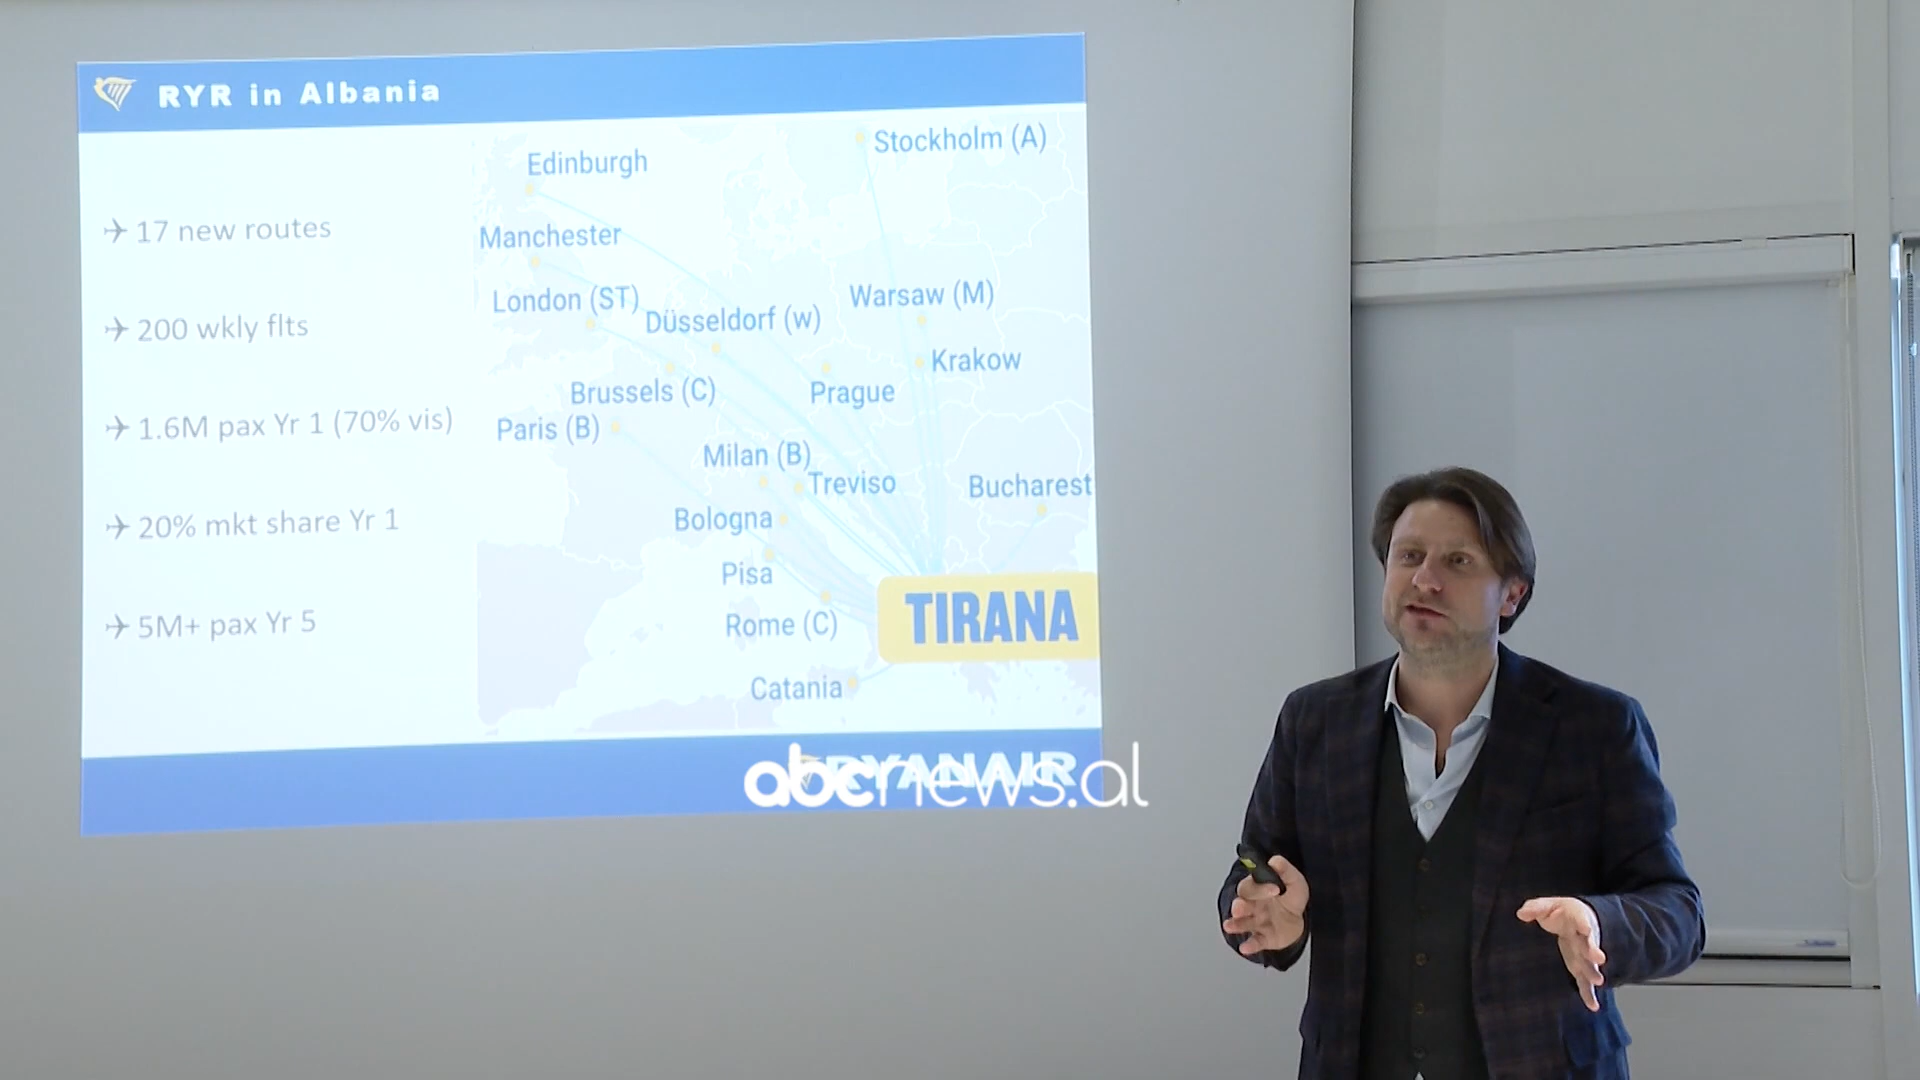 RYR in Albania
17 new routes
200 wkly flts
1.6M pax Yr 1 (70% vis)
20% mkt share Yr 1
5M+ pax Yr 5
Stockholm (A)
Edinburgh
Manchester
London (ST)
Düsseldorf (w)
Warsaw (M)
Krakow
Brussels (C)
Prague
Paris (B)
Milan (B)
Treviso
Bucharest
Bologna
Pisa
Rome (C)
TIRANA
Catania
RYANAIR
abcnews.al